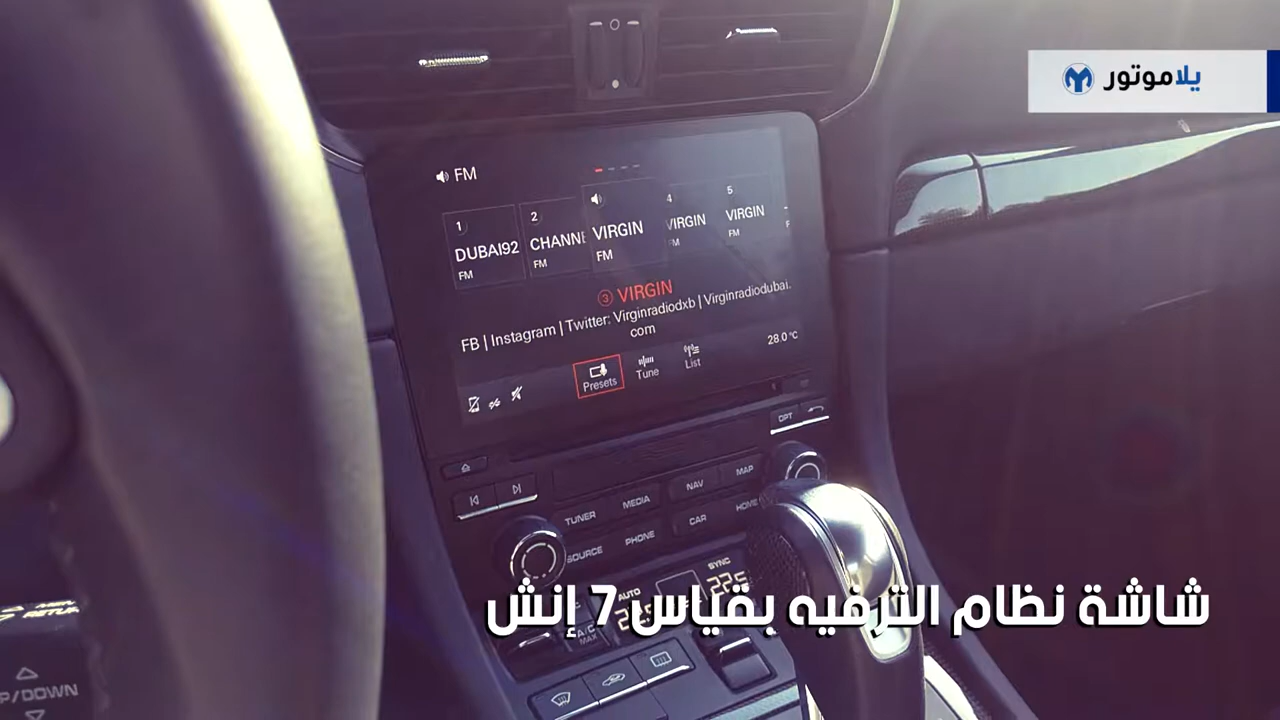 يلاموتور
FM
1
2
4
5
DUBAI92
CHANNE
VIRGIN
VIRGIN
VIRGIN
FM
FM
FM
FM
FM
3 VIRGIN
FB | Instagram | Twitter: Virginradiodxb | Virginradiodubai.
com
28.0 °C
Presets
Tune
List
OPT
TUNER
MEDIA
NAV
MAP
SOURCE
PHONE
CAR
HOME
AUTO
SYNC
22.5
A/C
MAX
شاشة نظام الترفيه بقياس 7 إنش
P/DOWN